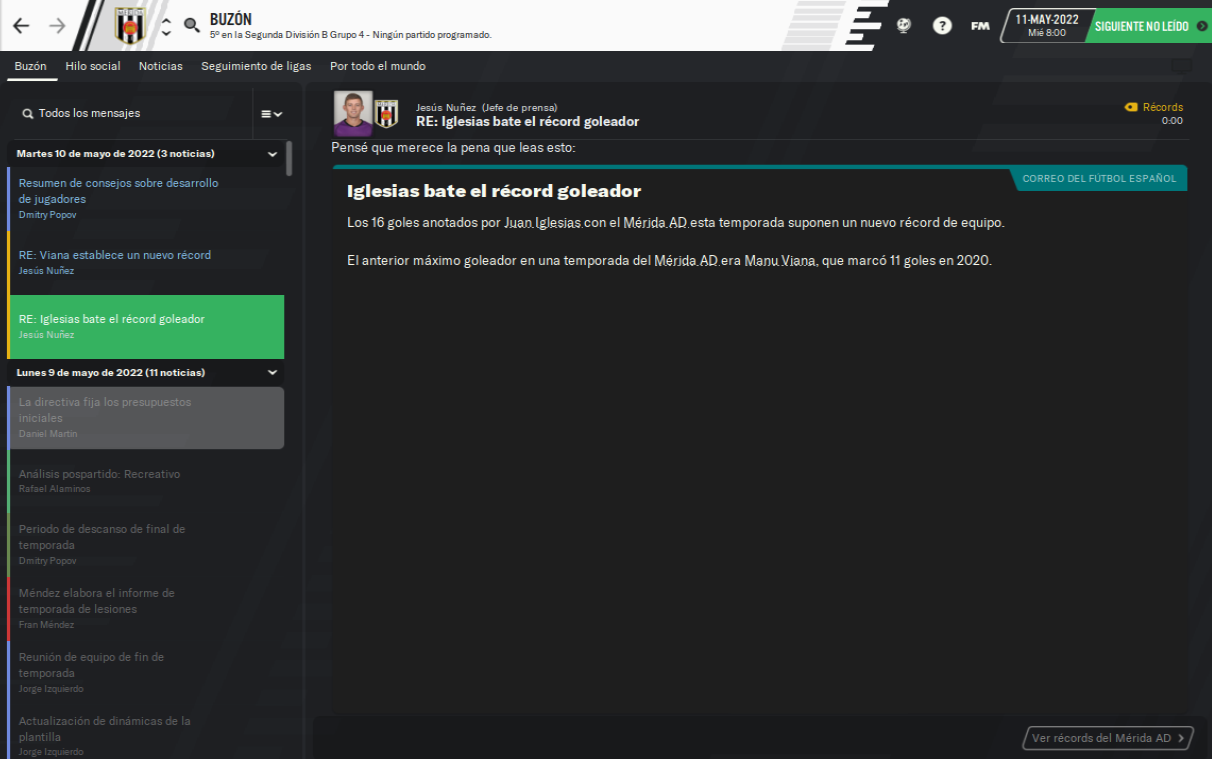 BUZÓN
5º en la Segunda División B Grupo 4 - Ningún partido programado.
?
FM
11-MAY-2022
Mié 8:00
SIGUIENTE NO LEÍDO
Buzón
Hilo social
Noticias
Seguimiento de ligas
Por todo el mundo
Todos los mensajes
Martes 10 de mayo de 2022 (3 noticias)
Resumen de consejos sobre desarrollo
de jugadores
Dmitry Popov
RE: Viana establece un nuevo récord
Jesús Nuñez
RE: Iglesias bate el récord goleador
Jesús Nuñez
Lunes 9 de mayo de 2022 (11 noticias)
La directiva fija los presupuestos
iniciales
Daniel Martin
Análisis pospartido: Recreativo
Rafael Alaminos
Periodo de descanso de final de
temporada
Dmitry Popov
Méndez elabora el informe de
temporada de lesiones
Fran Méndez
Reunión de equipo de fin de
temporada
Jorge Izquierdo
Actualización de dinámicas de la
plantilla
Jorge Izquierdo
Jesús Nuñez (Jefe de prensa)
RE: Iglesias bate el récord goleador
Récords
0:00
Pensé que merece la pena que leas esto:
CORREO DEL FÚTBOL ESPAÑOL
Iglesias bate el récord goleador
Los 16 goles anotados por Juan Iglesias con el Mérida AD esta temporada suponen un nuevo récord de equipo.
El anterior máximo goleador en una temporada del Mérida AD era Manu Viana, que marcó 11 goles en 2020.
Ver récords del Mérida AD